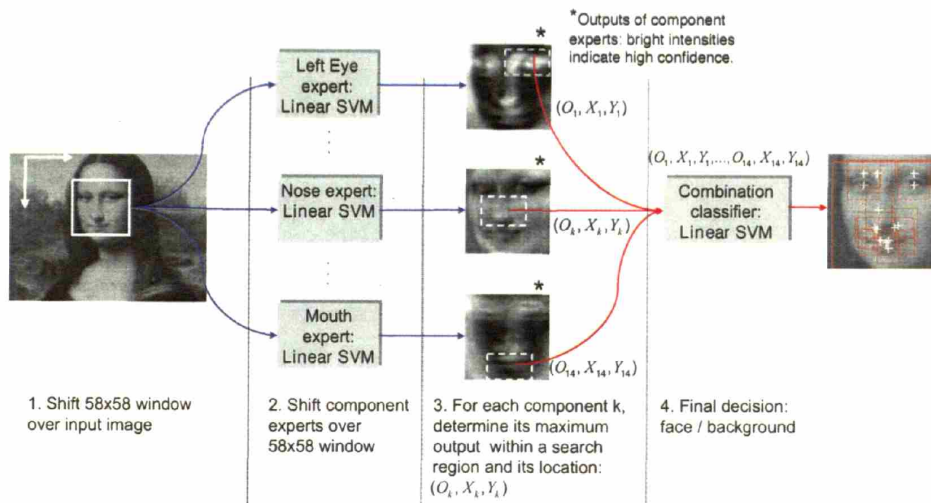 *Outputs of component
experts: bright intensities
indicate high confidence.
*
Left Eye
expert:
Linear SVM
(O₁, X₁, Y₁)
*
Nose expert:
Linear SVM
(Oₖ, Xₖ, Yₖ)
(O₁, X₁, Y₁,..., O₁₄, X₁₄, Y₁₄)
Combination
classifier:
Linear SVM
*
Mouth
expert:
Linear SVM
(O₁₄, X₁₄, Y₁₄)
1. Shift 58x58 window
over input image
2. Shift component
experts over
58x58 window
3. For each component k,
determine its maximum
output within a search
region and its location:
(Oₖ, Xₖ, Yₖ)
4. Final decision:
face / background